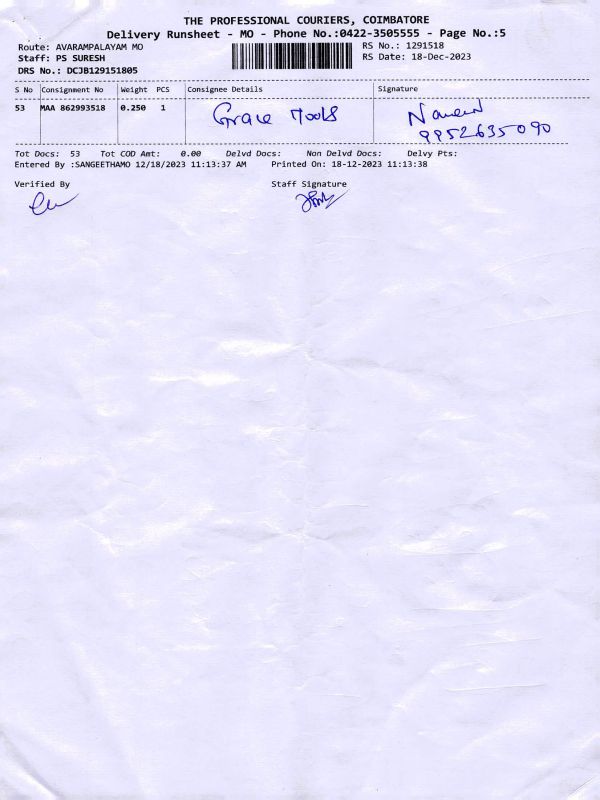 THE PROFESSIONAL COURIERS, COIMBATORE
Delivery Runsheet - MO - Phone No.:0422-3505555 - Page No.:5
Route: AVARAMPALAYAM MO RS No.: 1291518
Staff: PS SURESH RS Date: 18-Dec-2023
DRS No.: DCJB129151805
S No Consignment No Weight PCS Consignee Details Signature
53 MAA 862993518 0.250 1 Grace Tools Naveen
9952635090
Tot Docs: 53 Tot COD Amt: 0.00 Delvd Docs: Non Delvd Docs: Delvy Pts:
Entered By :SANGEETHAMO 12/18/2023 11:13:37 AM Printed On: 18-12-2023 11:13:38
Verified By Staff Signature